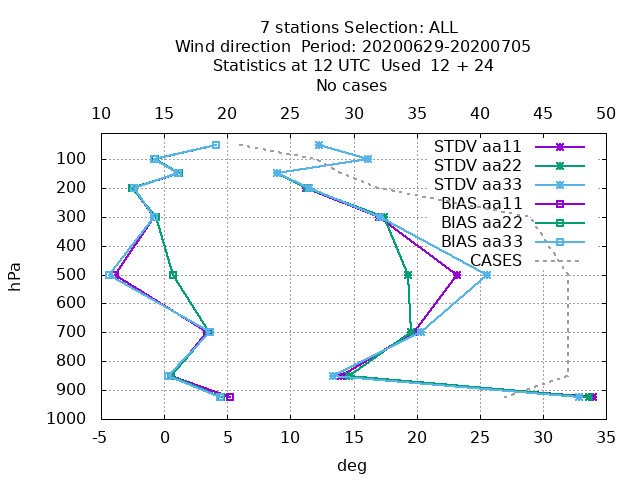 7 stations Selection: ALL
Wind direction  Period: 20200629-20200705
Statistics at 12 UTC  Used  12 + 24
No cases
10 15 20 25 30 35 40 45 50
STDV aa11
100
STDV aa22
STDV aa33
200
BIAS aa11
300
BIAS aa22
400
BIAS aa33
CASES
500
hPa
600
700
800
900
1000
-5 0 5 10 15 20 25 30 35
deg